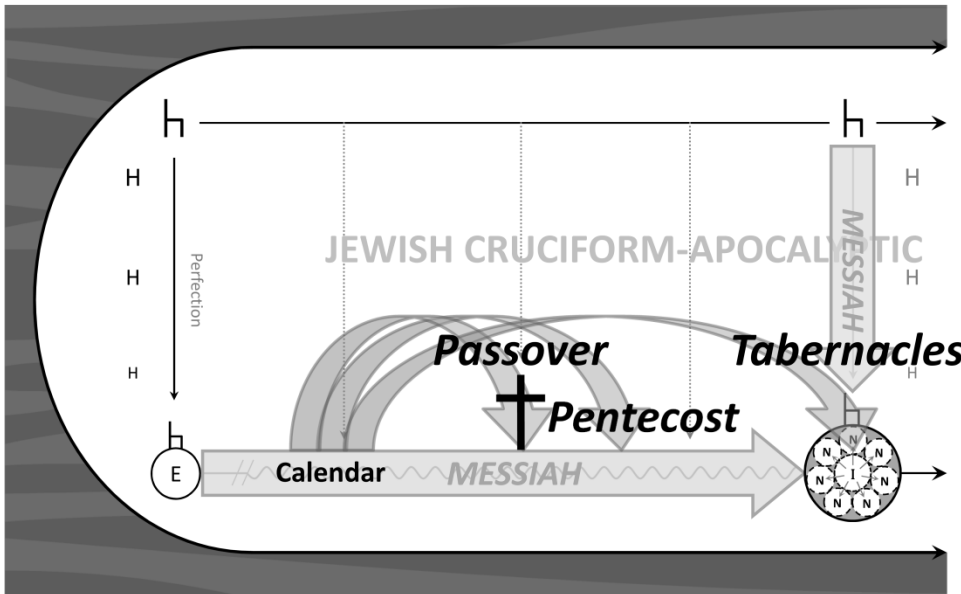 H
H
Perfection
JEWISH CRUCIFORM-APOCALYPTIC
MESSIAH
H
H
Passover
Tabernacles
H
H
Pentecost
E
Calendar
MESSIAH
N
N
N
N
I
N
N
N
N